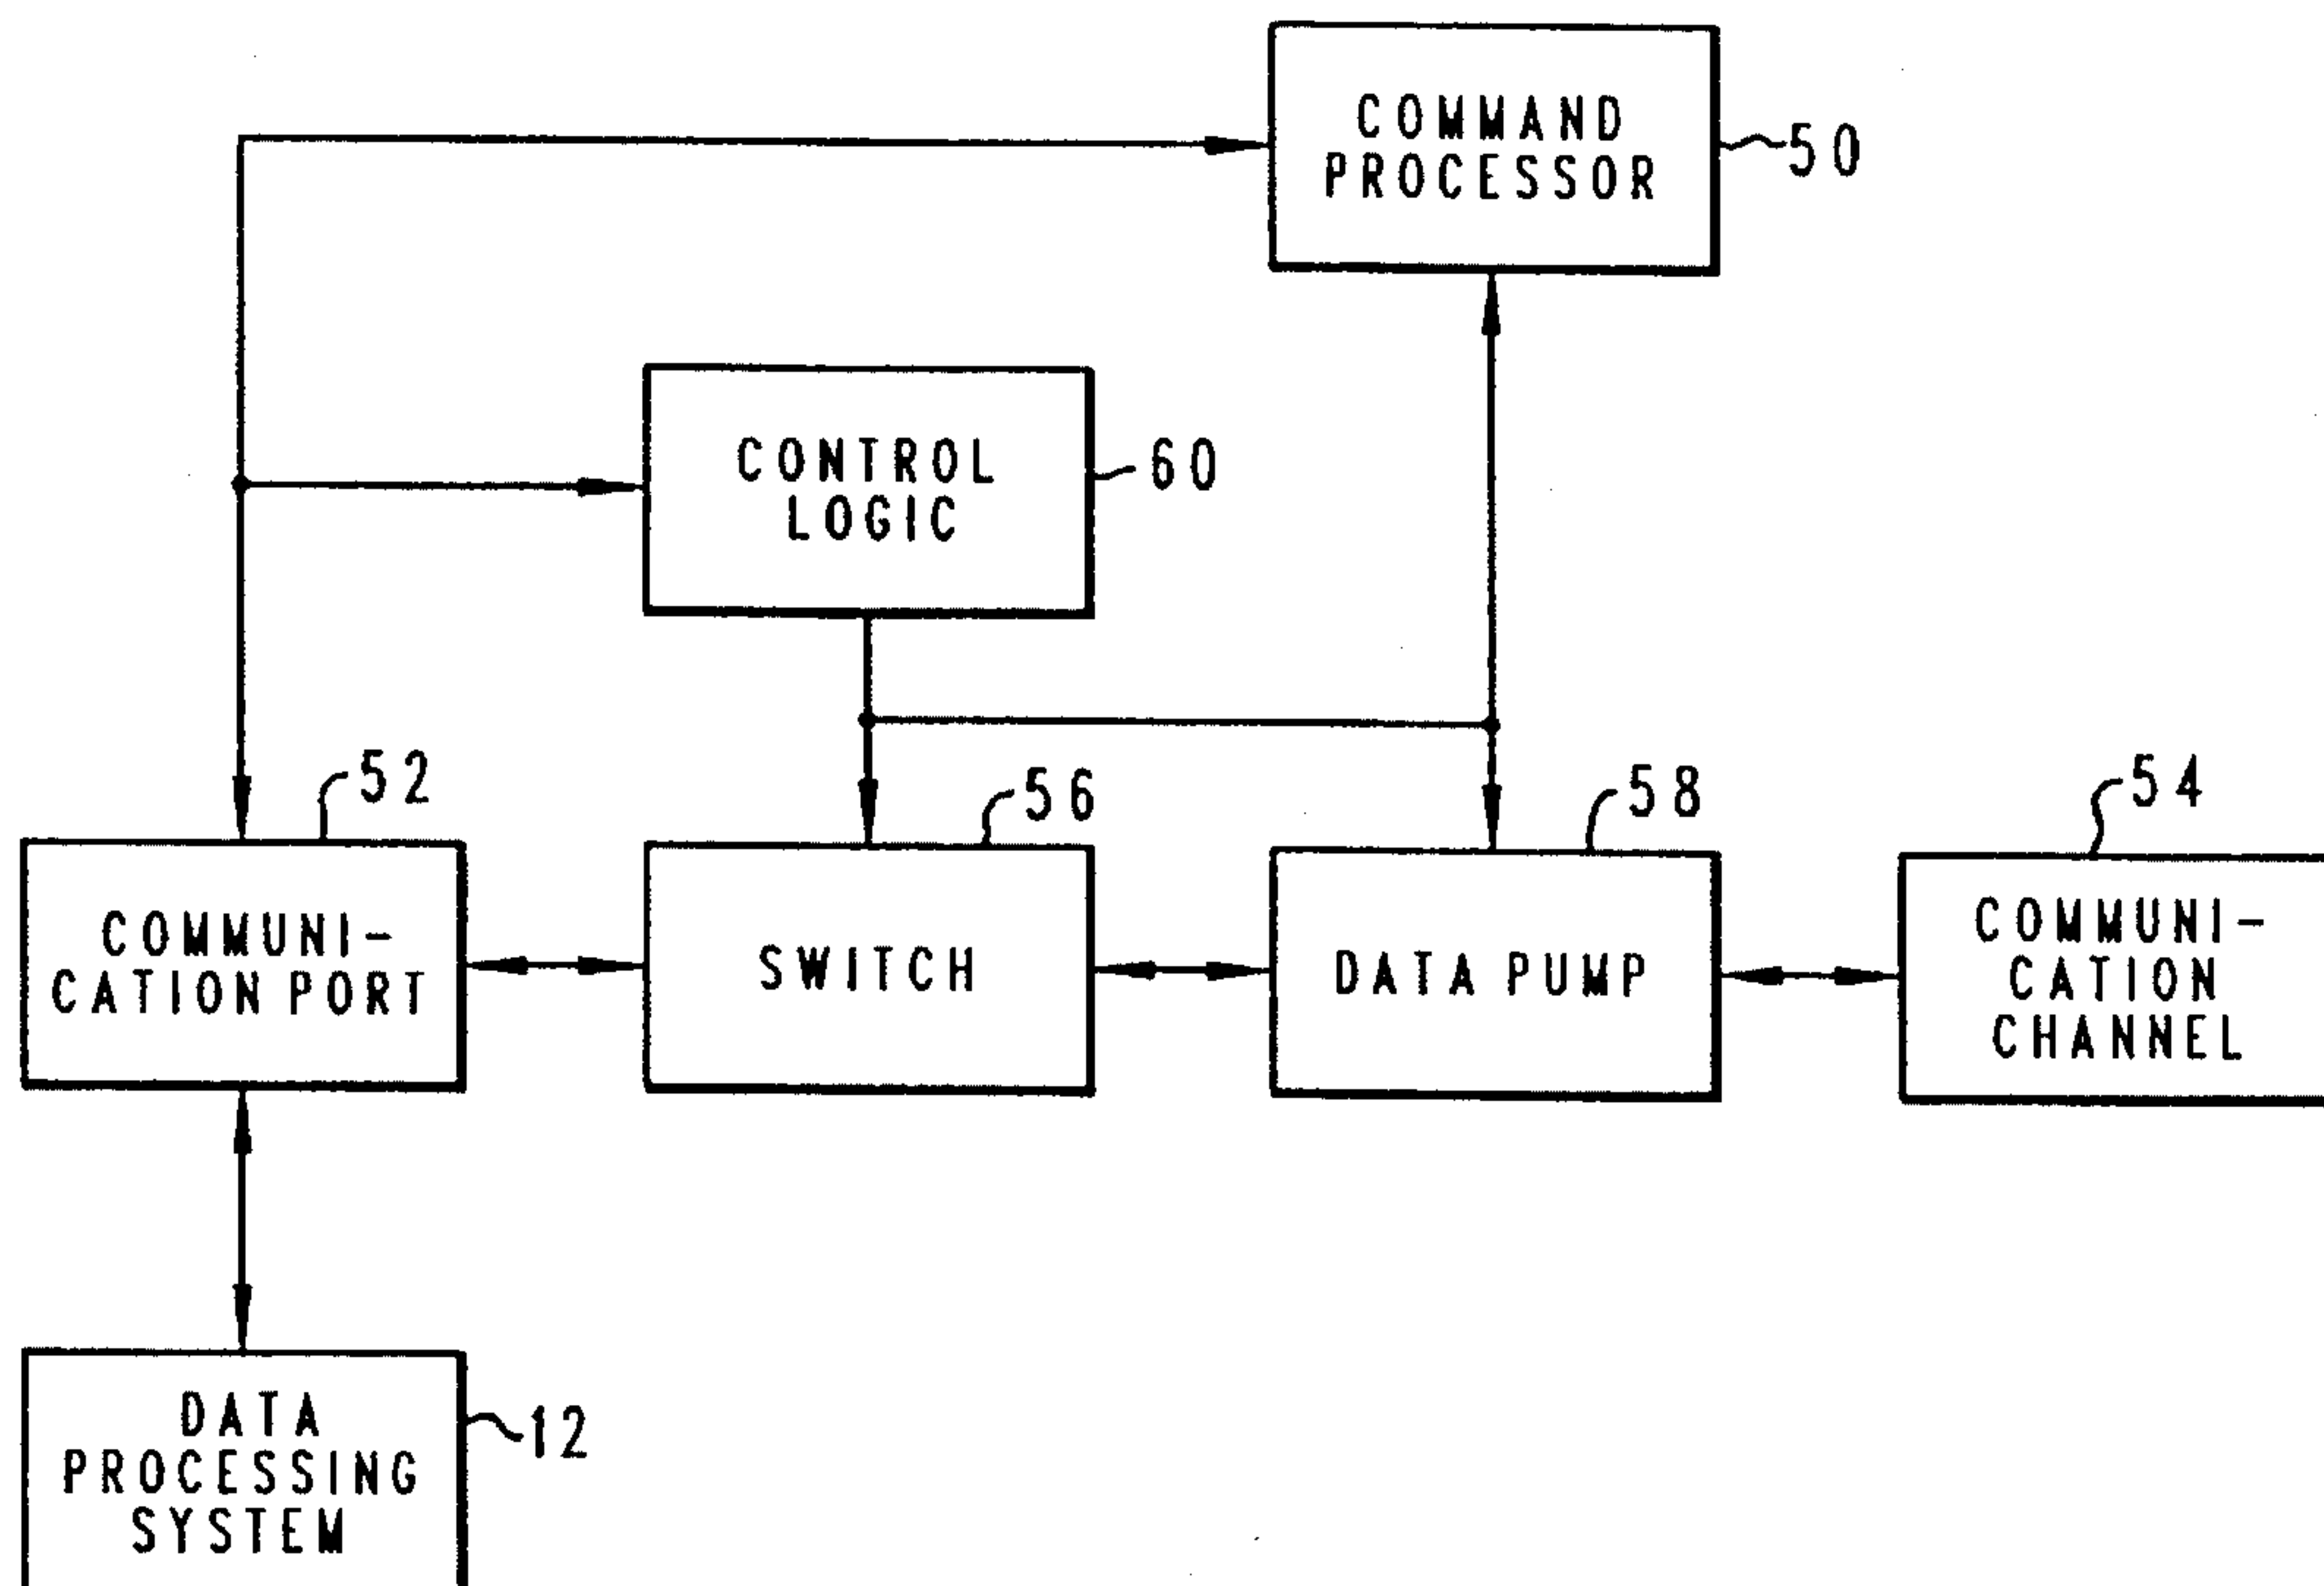 COMMAND
PROCESSOR
50
CONTROL
LOGIC
60
52
56
58
54
COMMUNI-
CATION PORT
SWITCH
DATA PUMP
COMMUNI-
CATION
CHANNEL
DATA
PROCESSING
SYSTEM
12